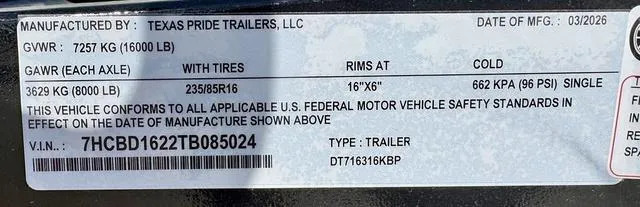 MANUFACTURED BY : TEXAS PRIDE TRAILERS, LLC DATE OF MFG. : 03/2026
GVWR : 7257 KG (16000 LB)
GAWR (EACH AXLE) WITH TIRES RIMS AT COLD
3629 KG (8000 LB) 235/85R16 16"X6" 662 KPA (96 PSI) SINGLE
THIS VEHICLE CONFORMS TO ALL APPLICABLE U.S. FEDERAL MOTOR VEHICLE SAFETY STANDARDS IN
EFFECT ON THE DATE OF MANUFACTURE SHOWN ABOVE
V.I.N.. : 7HCBD1622TB085024 TYPE : TRAILER
DT716316KBP